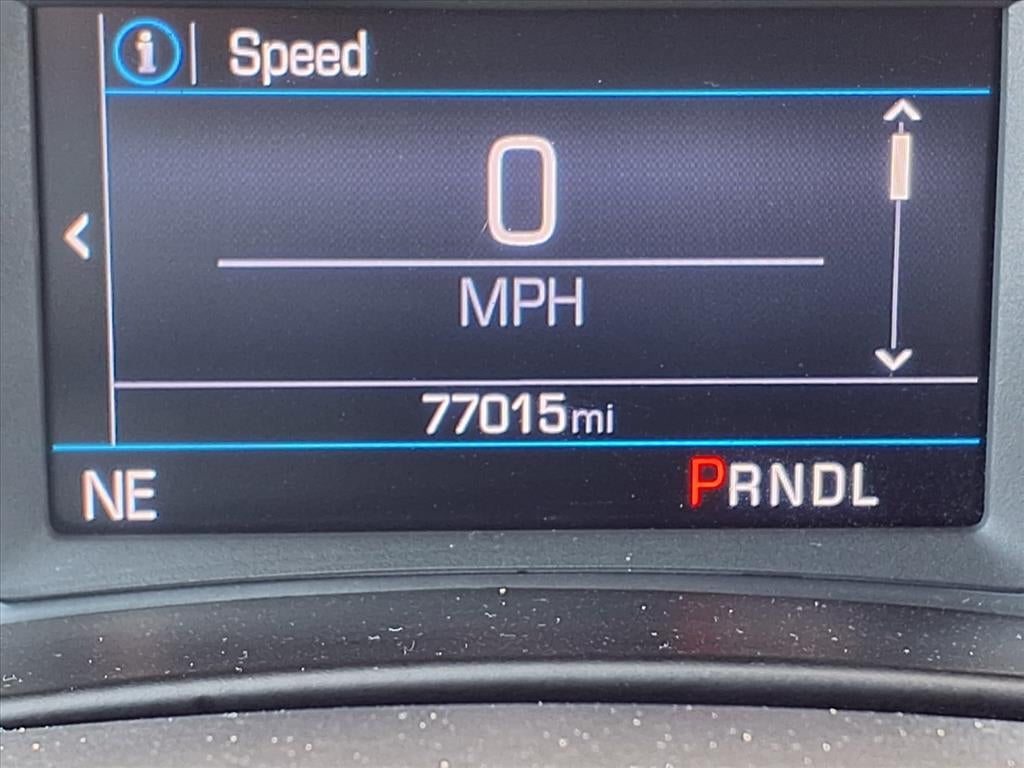 i Speed
0
MPH
77015mi
NE PRNDL